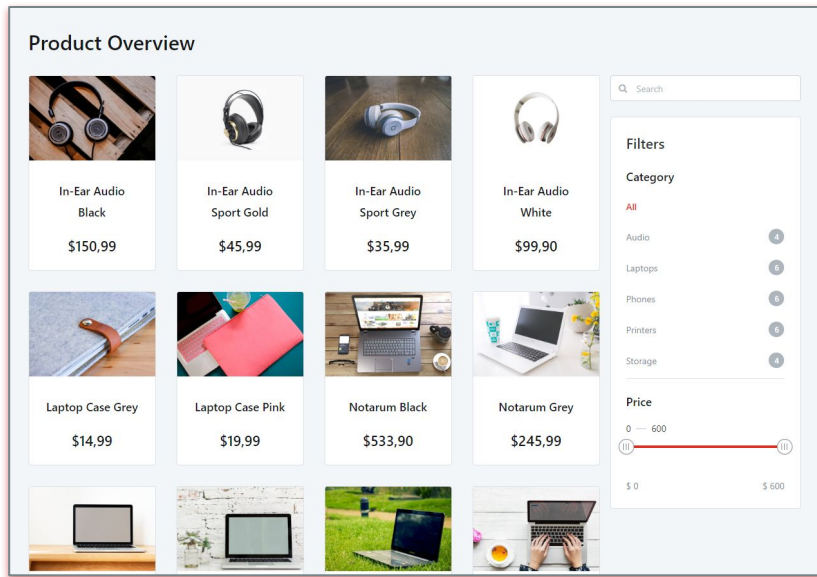 Product Overview
In-Ear Audio
Black
$150,99
In-Ear Audio
Sport Gold
$45,99
In-Ear Audio
Sport Grey
$35,99
In-Ear Audio
White
$99,90
Laptop Case Grey
$14,99
Laptop Case Pink
$19,99
Notarum Black
$533,90
Notarum Grey
$245,99
Search
Filters
Category
All
Audio 4
Laptops 6
Phones 6
Printers 6
Storage 4
Price
0 — 600
$ 0 $ 600